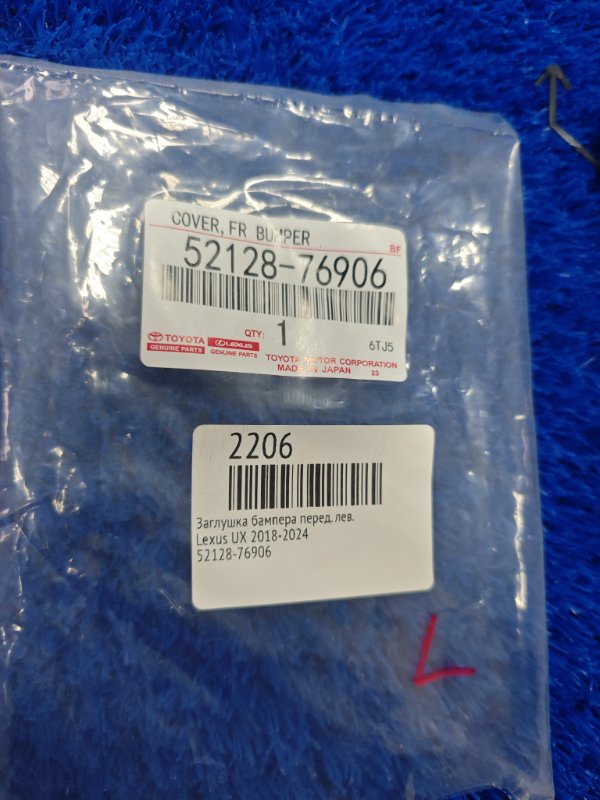 COVER, FR BUMPER
BF
52128-76906
QTY: 1
6TJ5
TOYOTA
GENUINE PARTS
LEXUS
GENUINE PARTS
TOYOTA MOTOR CORPORATION
MADE IN JAPAN 23
2206
Заглушка бампера перед.лев.
Lexus UX 2018-2024
52128-76906
L